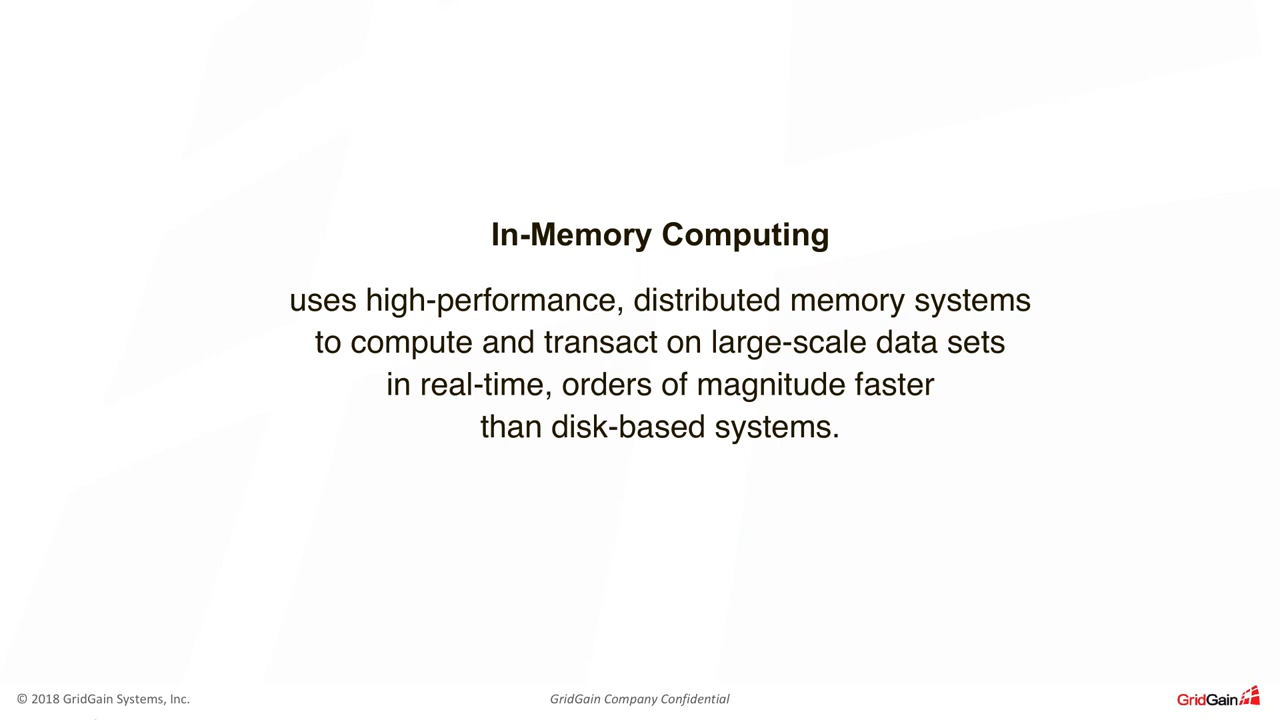 In-Memory Computing
uses high-performance, distributed memory systems
to compute and transact on large-scale data sets
in real-time, orders of magnitude faster
than disk-based systems.
© 2018 GridGain Systems, Inc.
GridGain Company Confidential
GridGain